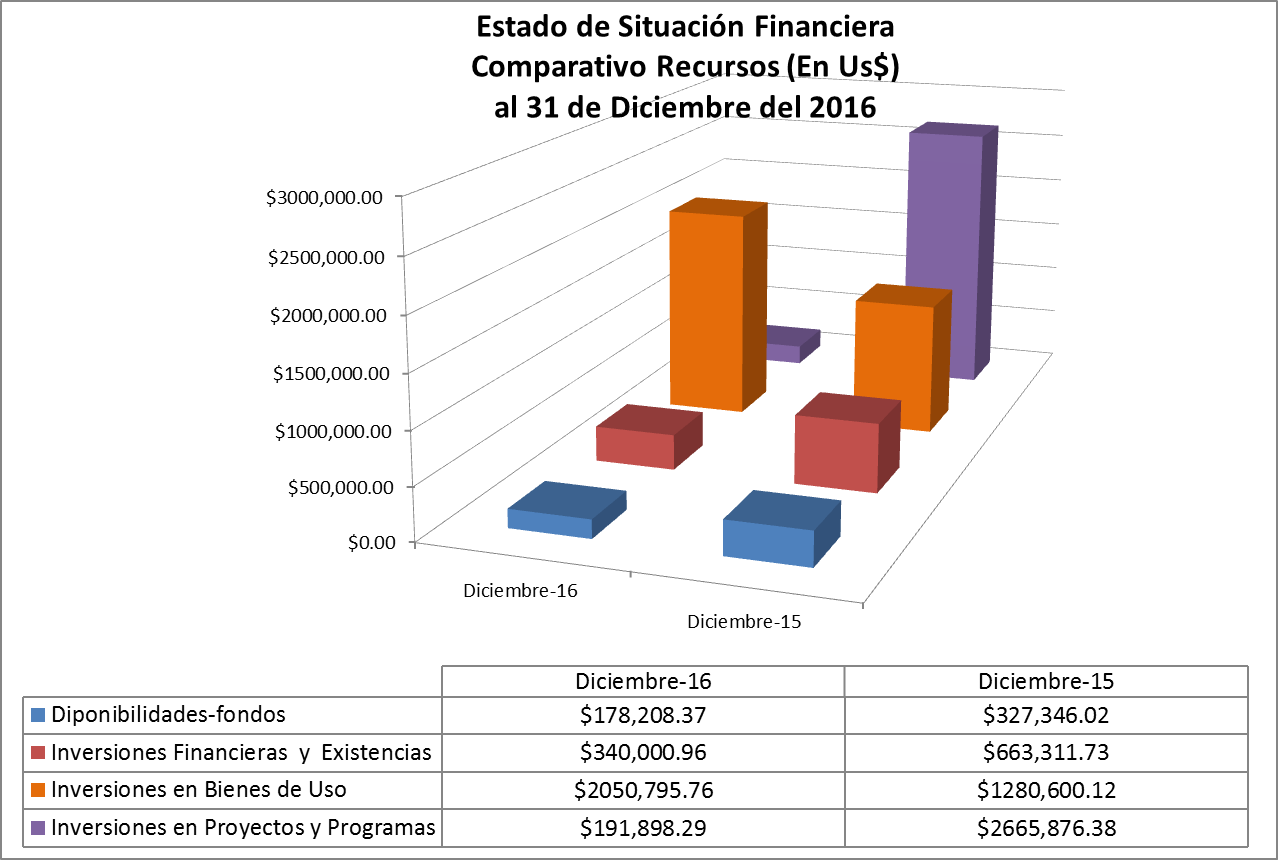 Estado de Situación Financiera
Comparativo Recursos (En Us$)
al 31 de Diciembre del 2016
$3000,000.00
$2500,000.00
$2000,000.00
$1500,000.00
$1000,000.00
$500,000.00
$0.00
Diciembre-16
Diciembre-15
Diciembre-16 Diciembre-15
Diponibilidades-fondos $178,208.37 $327,346.02
Inversiones Financieras y Existencias $340,000.96 $663,311.73
Inversiones en Bienes de Uso $2050,795.76 $1280,600.12
Inversiones en Proyectos y Programas $191,898.29 $2665,876.38